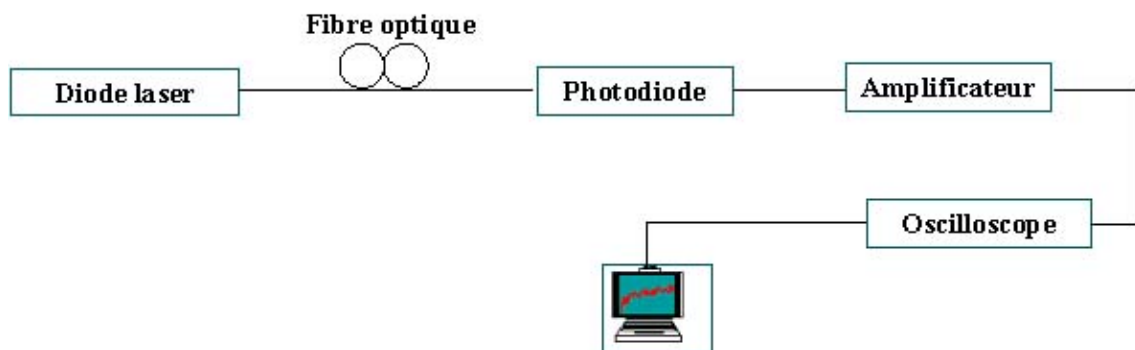 Fibre optique
Diode laser
Photodiode
Amplificateur
Oscilloscope